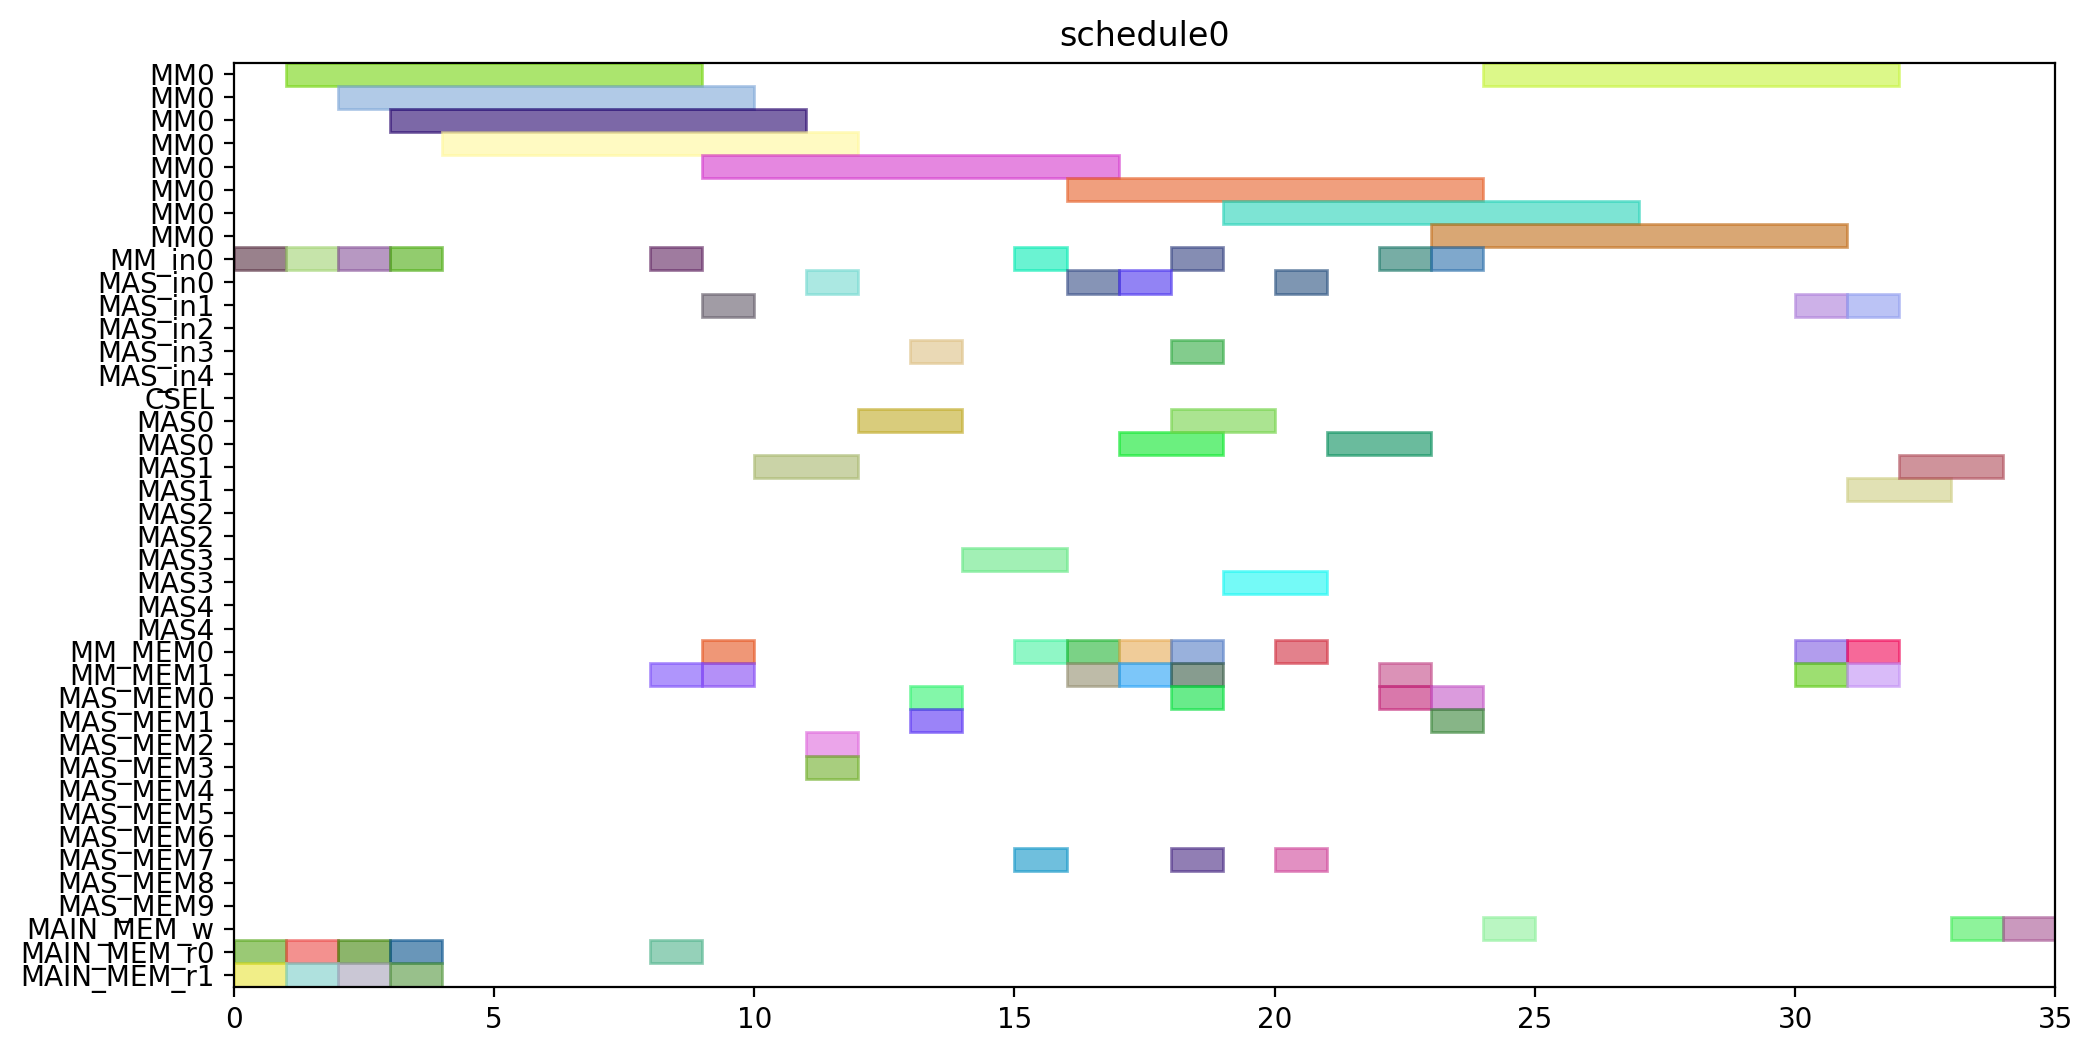 schedule0
MM0
MM0
MM0
MM0
MM0
MM0
MM0
MM0
MM_in0
MAS_in0
MAS_in1
MAS_in2
MAS_in3
MAS_in4
CSEL
MAS0
MAS0
MAS1
MAS1
MAS2
MAS2
MAS3
MAS3
MAS4
MAS4
MM_MEM0
MM_MEM1
MAS_MEM0
MAS_MEM1
MAS_MEM2
MAS_MEM3
MAS_MEM4
MAS_MEM5
MAS_MEM6
MAS_MEM7
MAS_MEM8
MAS_MEM9
MAIN_MEM_w
MAIN_MEM_r0
MAIN_MEM_r1
0 5 10 15 20 25 30 35